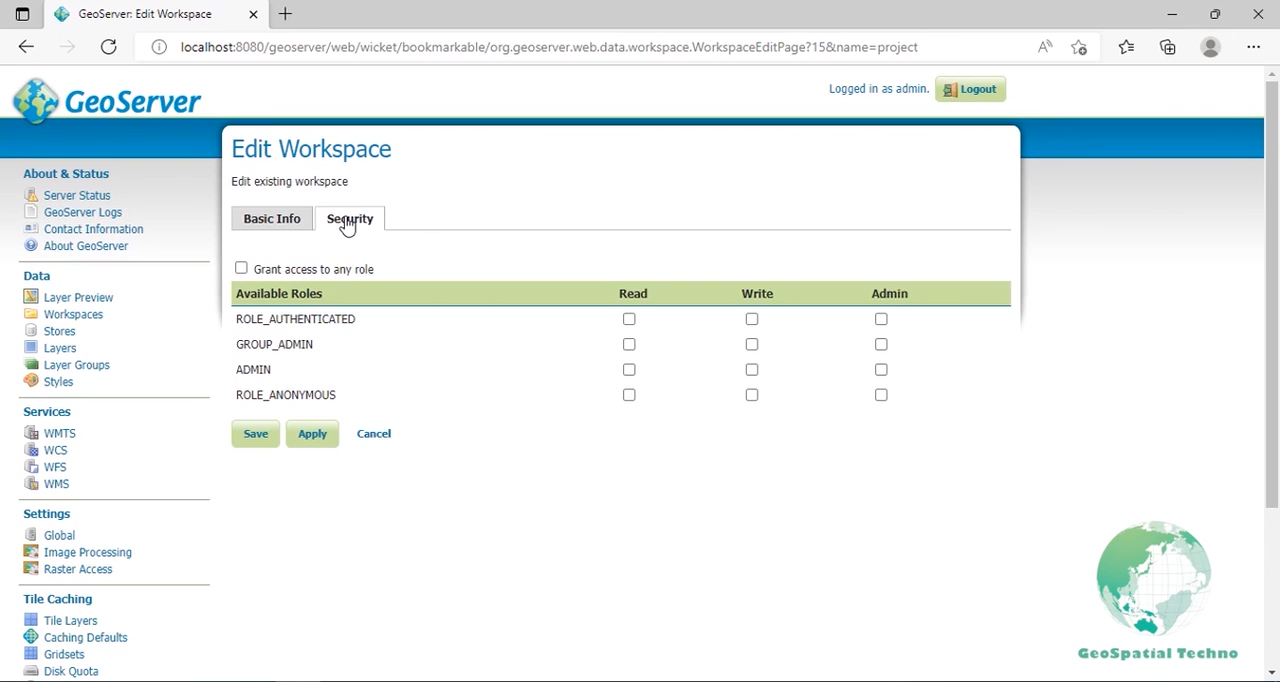 GeoServer: Edit Workspace
localhost:8080/geoserver/web/wicket/bookmarkable/org.geoserver.web.data.workspace.WorkspaceEditPage?15&name=project
GeoServer
Logged in as admin. Logout
About & Status
Server Status
GeoServer Logs
Contact Information
About GeoServer
Data
Layer Preview
Workspaces
Stores
Layers
Layer Groups
Styles
Services
WMTS
WCS
WFS
WMS
Settings
Global
Image Processing
Raster Access
Tile Caching
Tile Layers
Caching Defaults
Gridsets
Disk Quota
Edit Workspace
Edit existing workspace
Basic Info Security
Grant access to any role
Available Roles Read Write Admin
ROLE_AUTHENTICATED
GROUP_ADMIN
ADMIN
ROLE_ANONYMOUS
Save Apply Cancel
GeoSpatial Techno